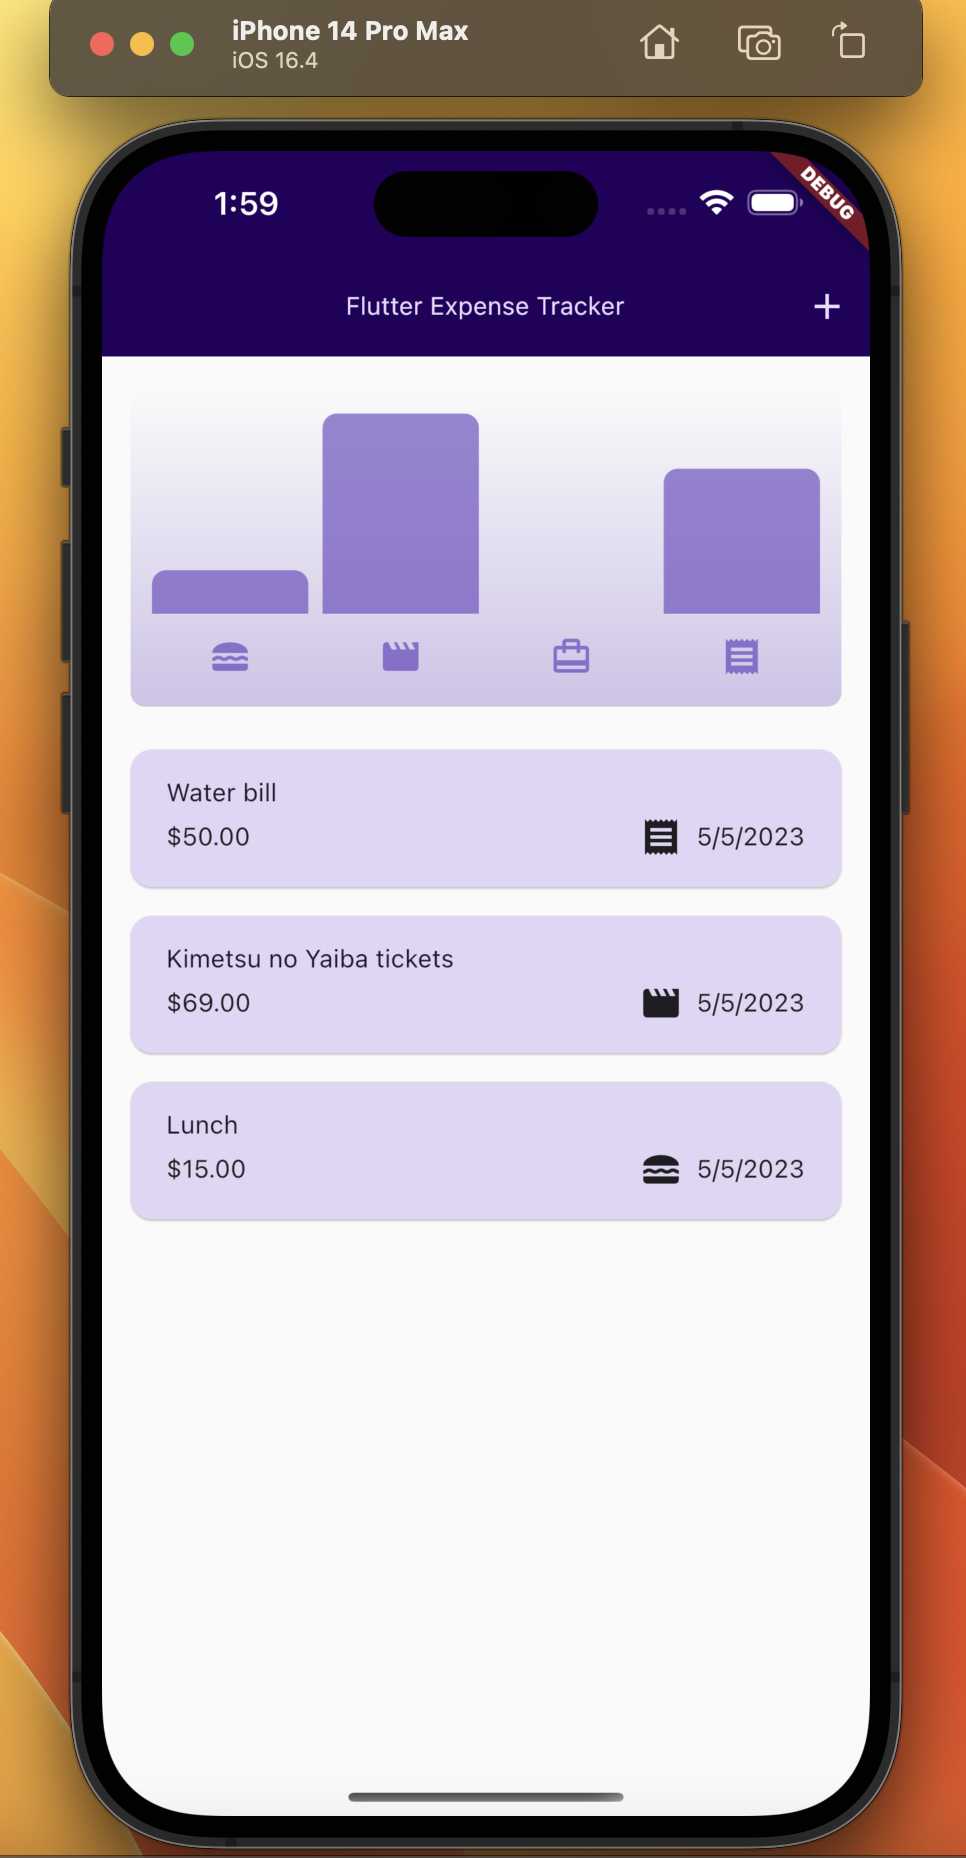 iPhone 14 Pro Max
iOS 16.4
1:59
DEBUG
Flutter Expense Tracker
Water bill
$50.00
5/5/2023
Kimetsu no Yaiba tickets
$69.00
5/5/2023
Lunch
$15.00
5/5/2023